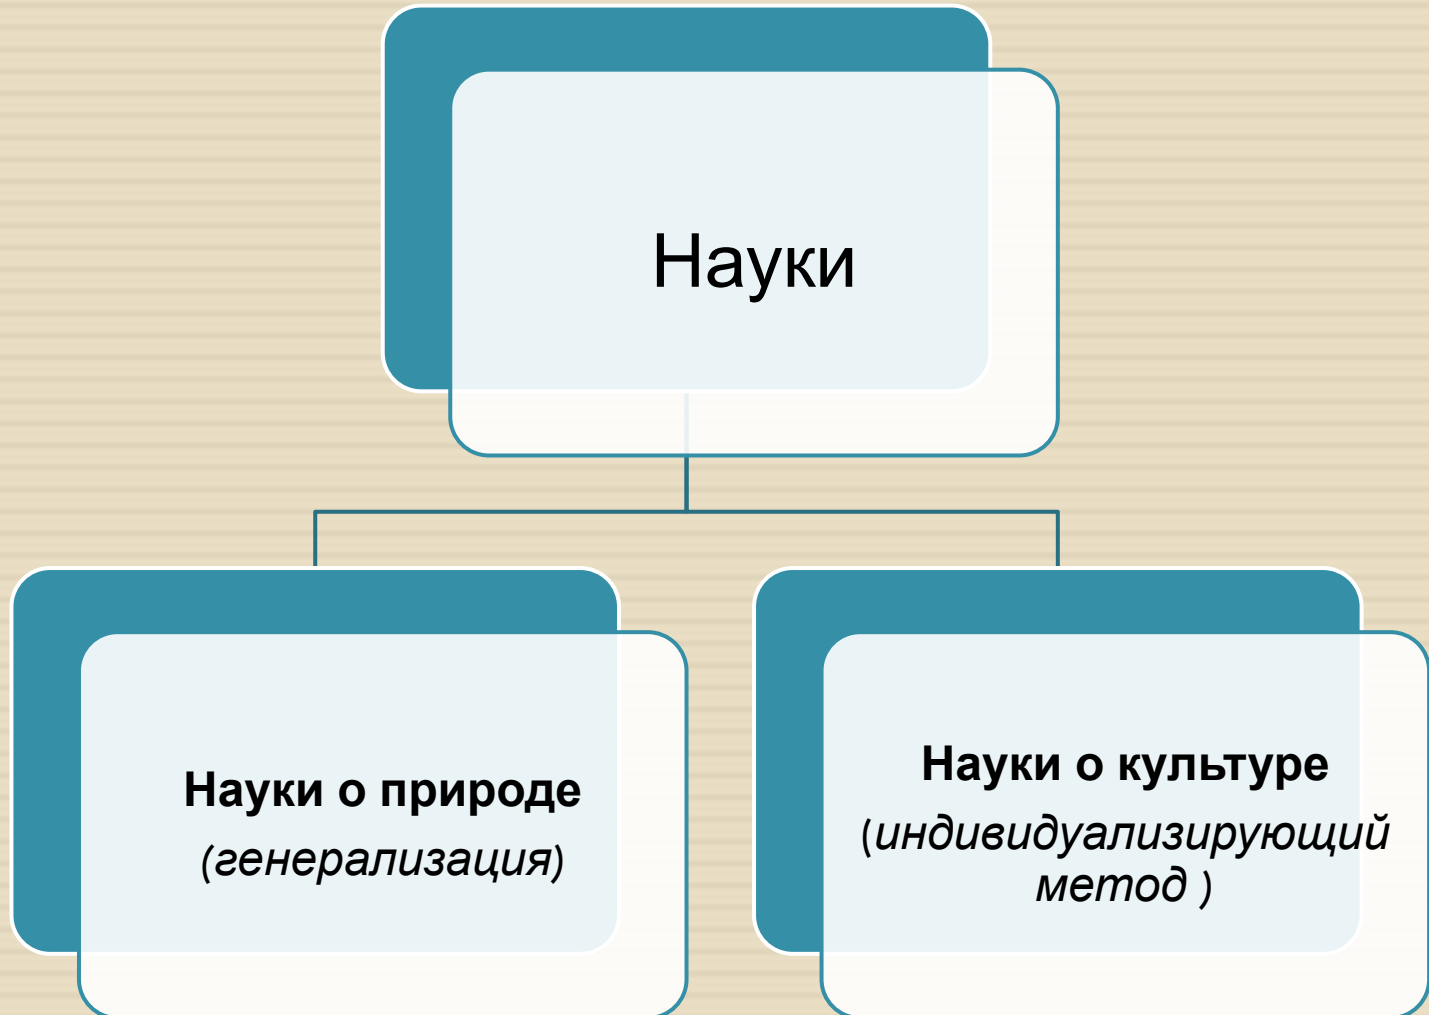 Науки
Науки о природе
(генерализация)
Науки о культуре
(индивидуализирующий
метод )